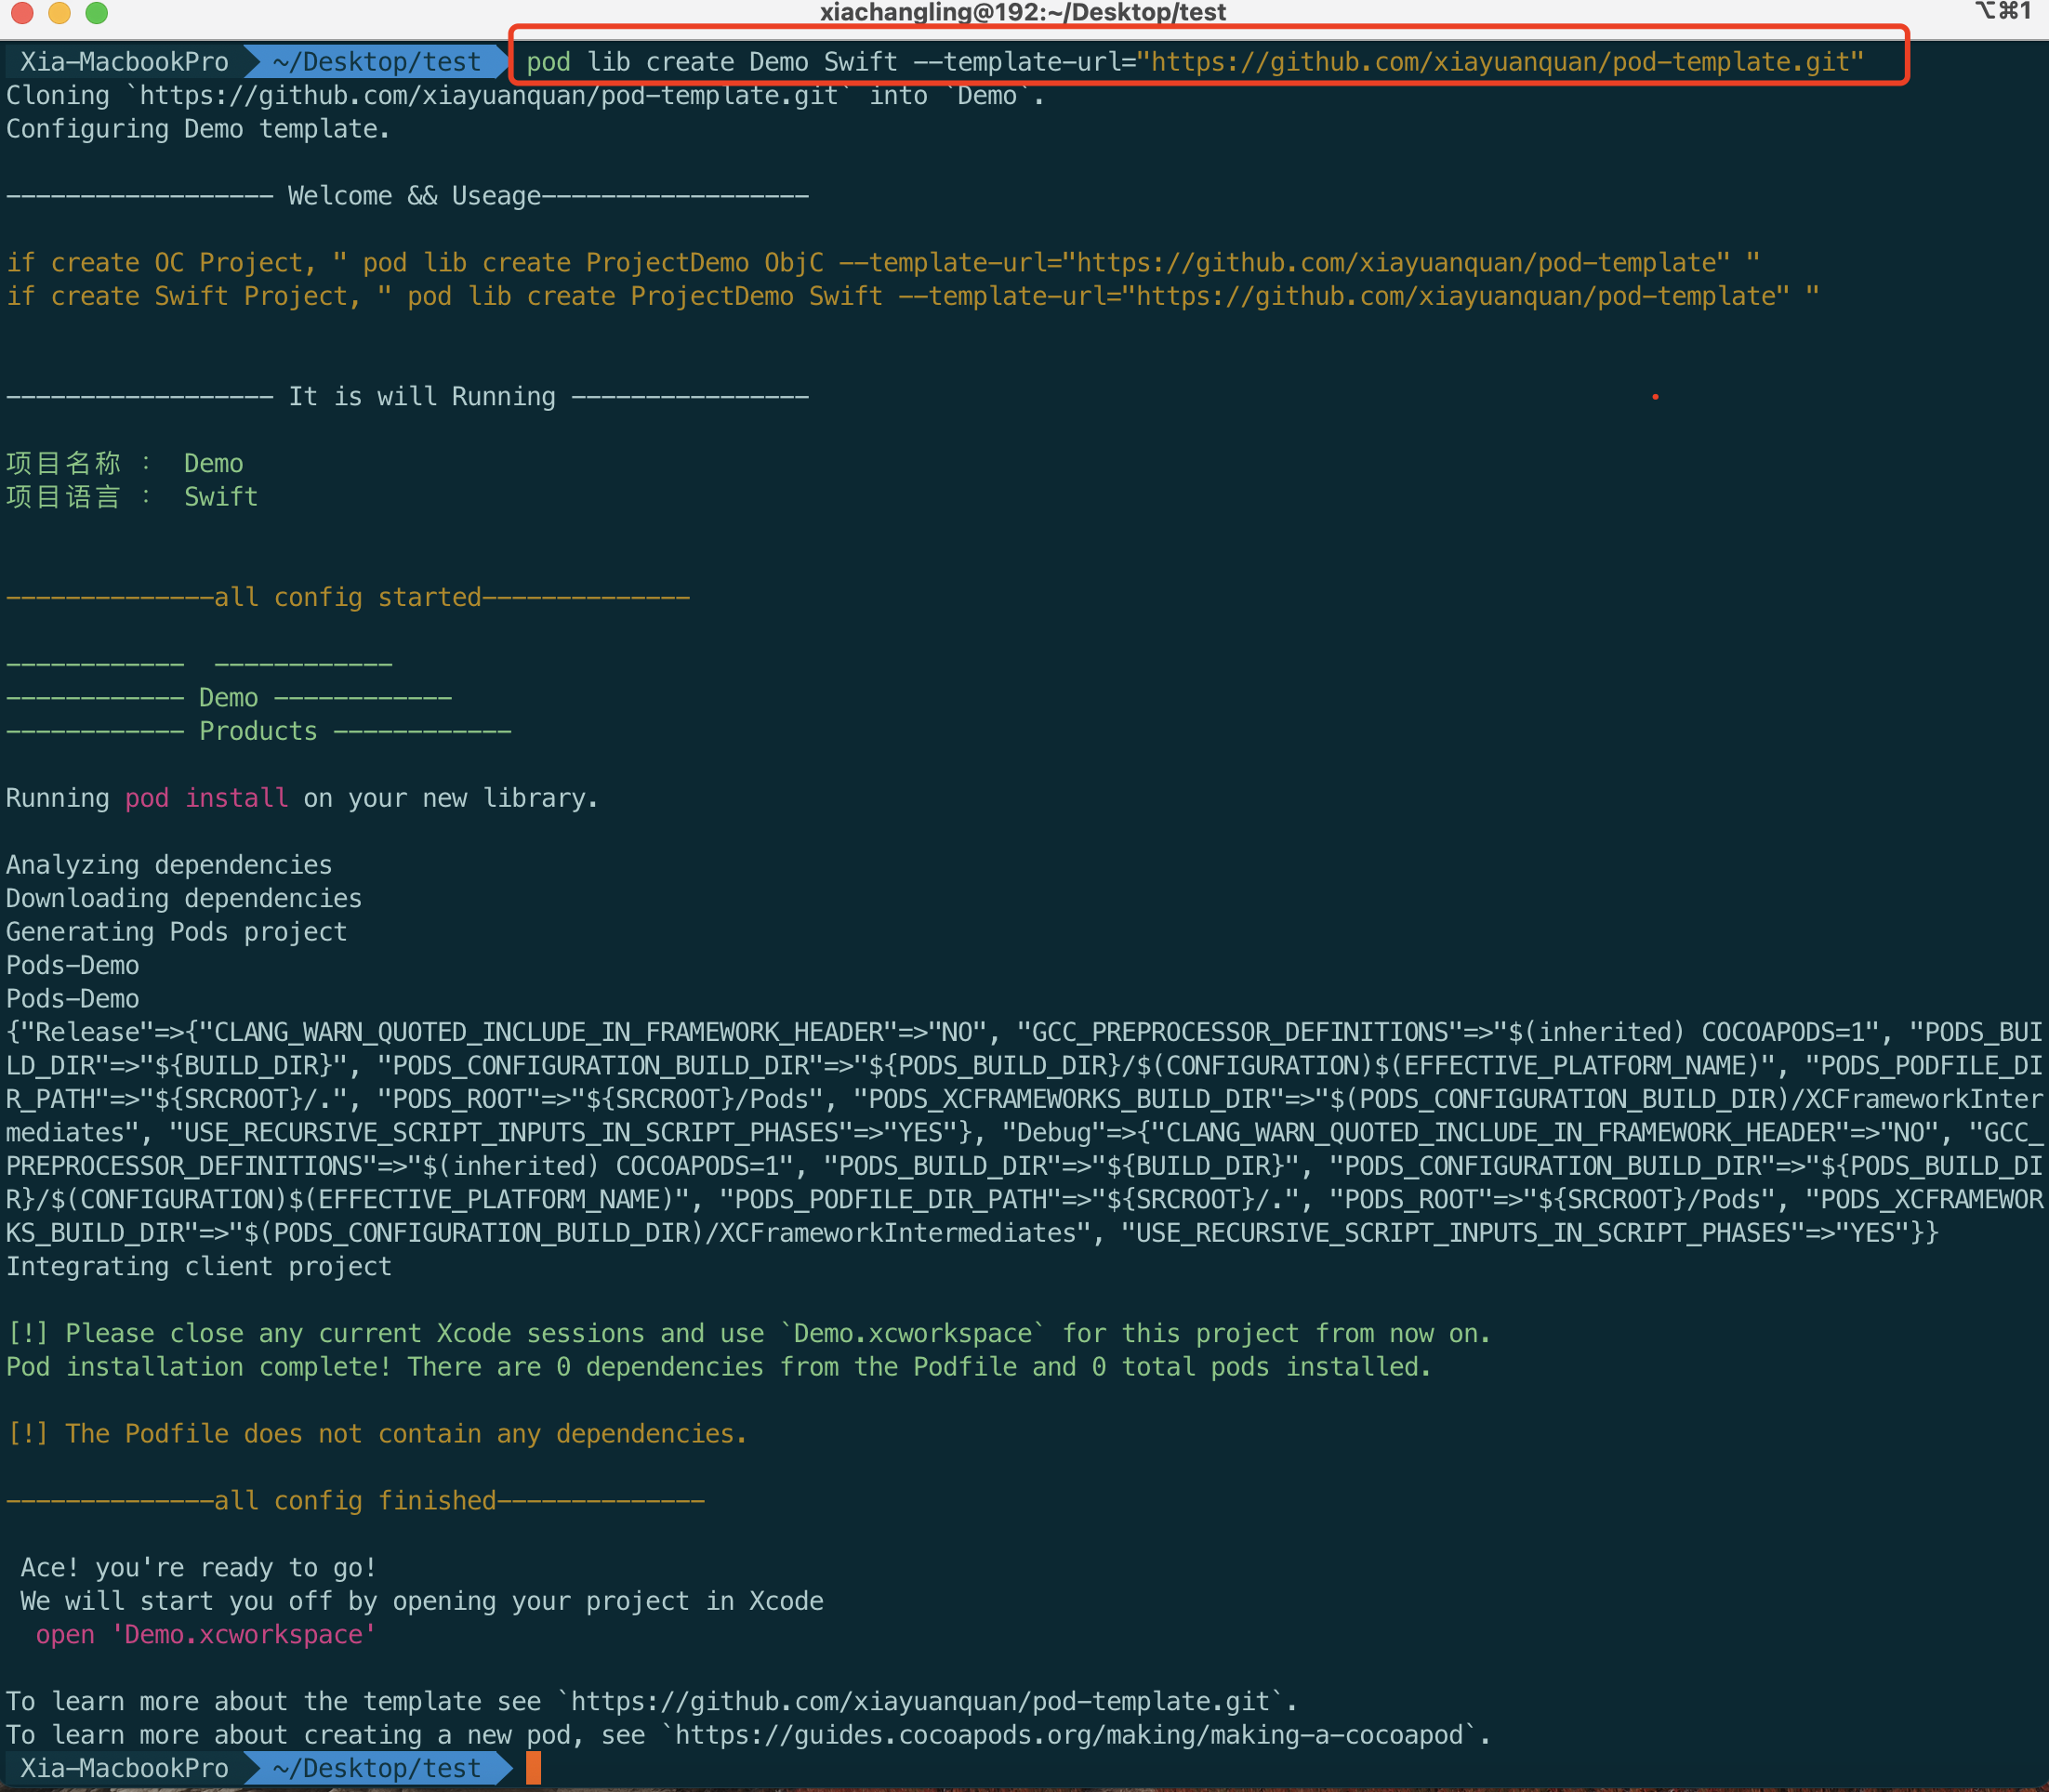 xiachangling@192:~/Desktop/test
⌥⌘1
Xia-MacbookPro ~/Desktop/test pod lib create Demo Swift --template-url="https://github.com/xiayuanquan/pod-template.git"
Cloning `https://github.com/xiayuanquan/pod-template.git` into `Demo`.
Configuring Demo template.
------------------ Welcome && Useage------------------
if create OC Project, " pod lib create ProjectDemo ObjC --template-url="https://github.com/xiayuanquan/pod-template" "
if create Swift Project, " pod lib create ProjectDemo Swift --template-url="https://github.com/xiayuanquan/pod-template" "
------------------ It is will Running ----------------
项目名称 : Demo
项目语言 : Swift
--------------all config started--------------
------------  ------------
------------ Demo ------------
------------ Products ------------
Running pod install on your new library.
Analyzing dependencies
Downloading dependencies
Generating Pods project
Pods-Demo
Pods-Demo
{"Release"=>{"CLANG_WARN_QUOTED_INCLUDE_IN_FRAMEWORK_HEADER"=>"NO", "GCC_PREPROCESSOR_DEFINITIONS"=>"$(inherited) COCOAPODS=1", "PODS_BUI
LD_DIR"=>"${BUILD_DIR}", "PODS_CONFIGURATION_BUILD_DIR"=>"${PODS_BUILD_DIR}/$(CONFIGURATION)$(EFFECTIVE_PLATFORM_NAME)", "PODS_PODFILE_DI
R_PATH"=>"${SRCROOT}/.", "PODS_ROOT"=>"${SRCROOT}/Pods", "PODS_XCFRAMEWORKS_BUILD_DIR"=>"$(PODS_CONFIGURATION_BUILD_DIR)/XCFrameworkInter
mediates", "USE_RECURSIVE_SCRIPT_INPUTS_IN_SCRIPT_PHASES"=>"YES"}, "Debug"=>{"CLANG_WARN_QUOTED_INCLUDE_IN_FRAMEWORK_HEADER"=>"NO", "GCC_
PREPROCESSOR_DEFINITIONS"=>"$(inherited) COCOAPODS=1", "PODS_BUILD_DIR"=>"${BUILD_DIR}", "PODS_CONFIGURATION_BUILD_DIR"=>"${PODS_BUILD_DI
R}/$(CONFIGURATION)$(EFFECTIVE_PLATFORM_NAME)", "PODS_PODFILE_DIR_PATH"=>"${SRCROOT}/.", "PODS_ROOT"=>"${SRCROOT}/Pods", "PODS_XCFRAMEWOR
KS_BUILD_DIR"=>"$(PODS_CONFIGURATION_BUILD_DIR)/XCFrameworkIntermediates", "USE_RECURSIVE_SCRIPT_INPUTS_IN_SCRIPT_PHASES"=>"YES"}}
Integrating client project
[!] Please close any current Xcode sessions and use `Demo.xcworkspace` for this project from now on.
Pod installation complete! There are 0 dependencies from the Podfile and 0 total pods installed.
[!] The Podfile does not contain any dependencies.
--------------all config finished--------------
Ace! you're ready to go!
We will start you off by opening your project in Xcode
open 'Demo.xcworkspace'
To learn more about the template see `https://github.com/xiayuanquan/pod-template.git`.
To learn more about creating a new pod, see `https://guides.cocoapods.org/making/making-a-cocoapod`.
Xia-MacbookPro ~/Desktop/test